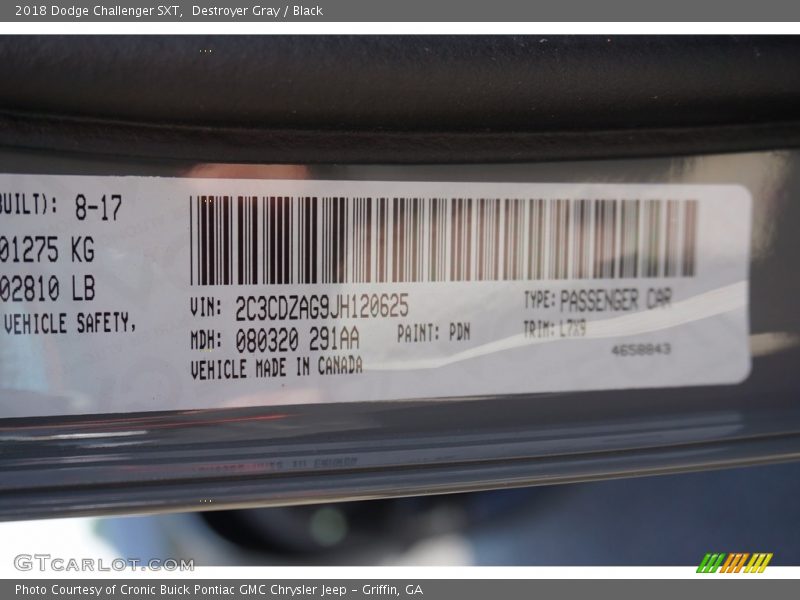 2018 Dodge Challenger SXT, Destroyer Gray / Black
BUILT): 8-17
01275 KG
02810 LB
VEHICLE SAFETY,
VIN: 2C3CDZAG9JH120625
TYPE: PASSENGER CAR
MDH: 080320 291AA
PAINT: PDN
TRIM: L7X9
VEHICLE MADE IN CANADA
4658843
GTCARLOT.COM
Photo Courtesy of Cronic Buick Pontiac GMC Chrysler Jeep - Griffin, GA